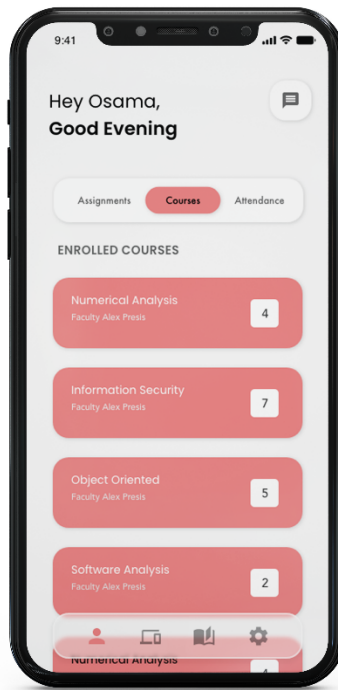 9:41
Hey Osama,
Good Evening
Assignments Courses Attendance
ENROLLED COURSES
Numerical Analysis
Faculty Alex Presis
4
Information Security
Faculty Alex Presis
7
Object Oriented
Faculty Alex Presis
5
Software Analysis
Faculty Alex Presis
2
Numerical Analysis